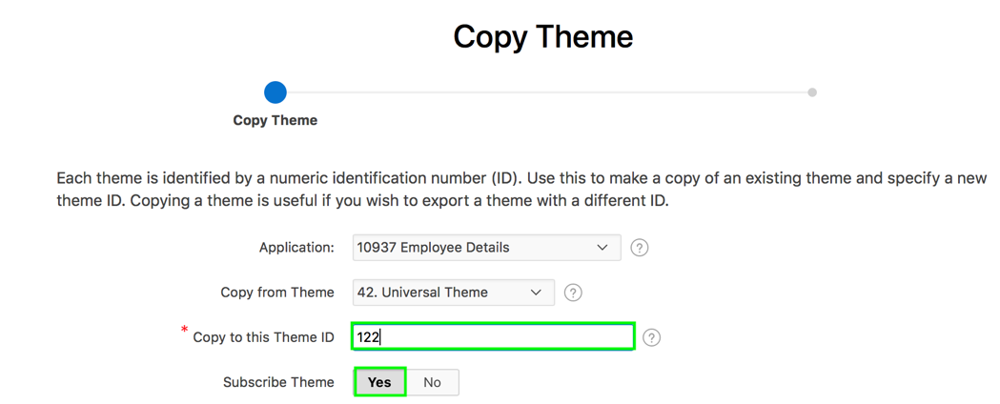 Copy Theme
Copy Theme
Each theme is identified by a numeric identification number (ID). Use this to make a copy of an existing theme and specify a new
theme ID. Copying a theme is useful if you wish to export a theme with a different ID.
Application: 10937 Employee Details ?
Copy from Theme 42. Universal Theme ?
* Copy to this Theme ID 122 ?
Subscribe Theme Yes No